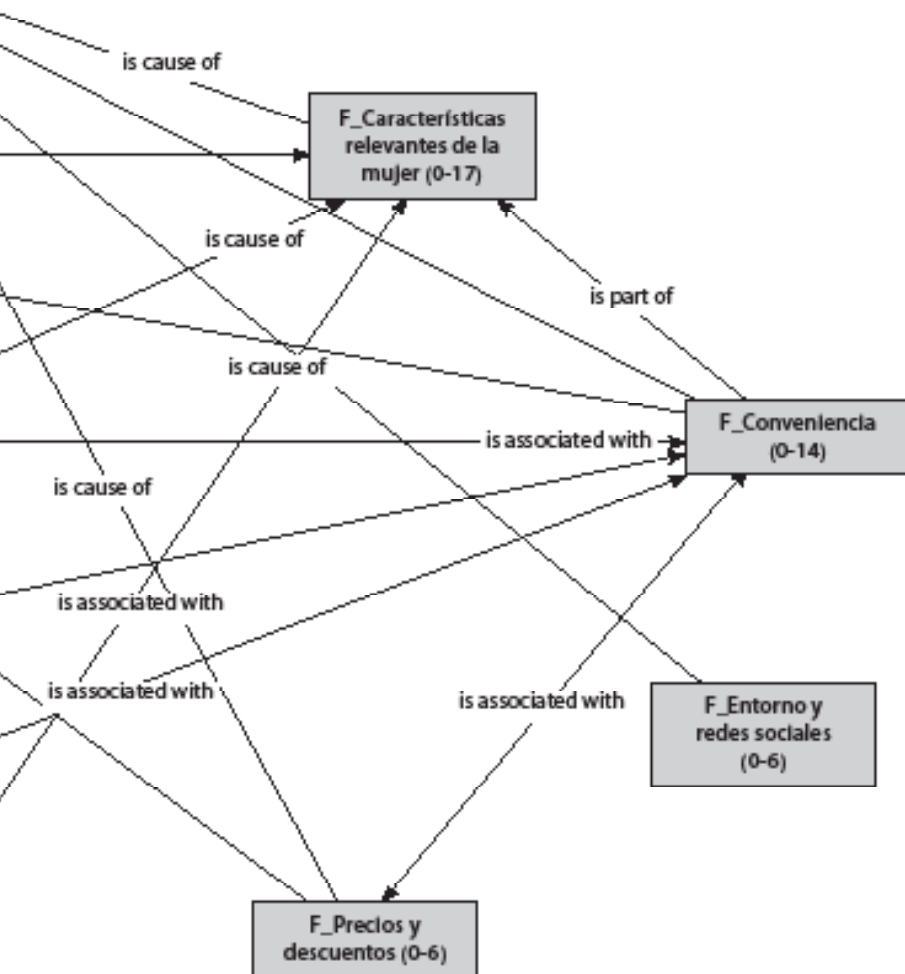 is cause of
F_Características
relevantes de la
mujer (0-17)
is cause of
is part of
is cause of
F_Conveniencia
(0-14)
is associated with
is cause of
is associated with
is associated with
is associated with
F_Entorno y
redes sociales
(0-6)
F_Precios y
descuentos (0-6)